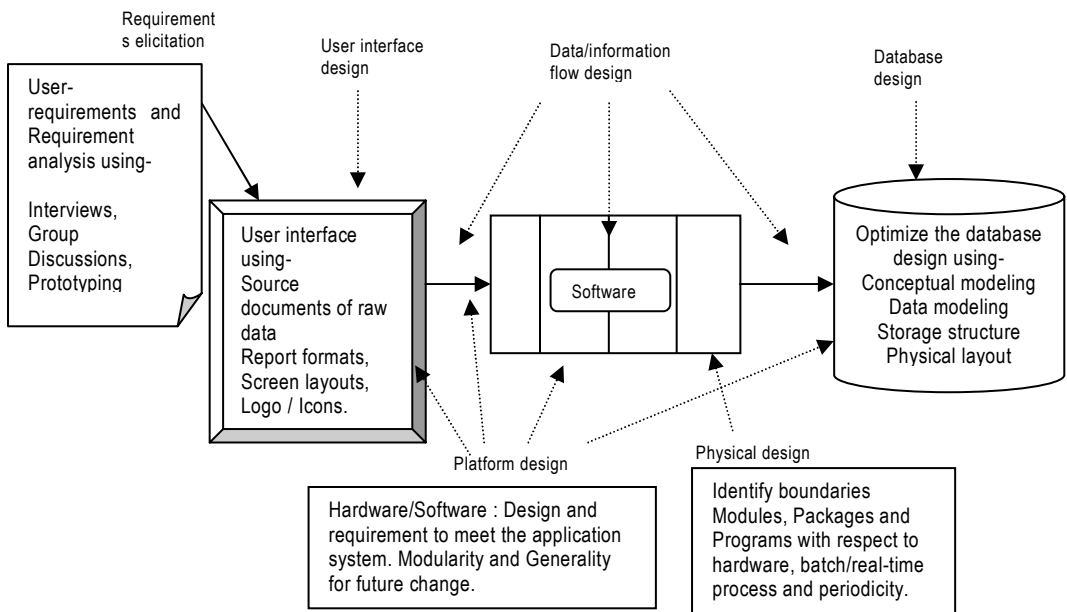 Requirement
s elicitation
User interface
design
Data/information
flow design
Database
design
User-
requirements and
Requirement
analysis using-
Interviews,
Group
Discussions,
Prototyping
User interface
using-
Source
documents of raw
data
Report formats,
Screen layouts,
Logo / Icons.
Software
Optimize the database
design using-
Conceptual modeling
Data modeling
Storage structure
Physical layout
Platform design
Physical design
Hardware/Software : Design and
requirement to meet the application
system. Modularity and Generality
for future change.
Identify boundaries
Modules, Packages and
Programs with respect to
hardware, batch/real-time
process and periodicity.